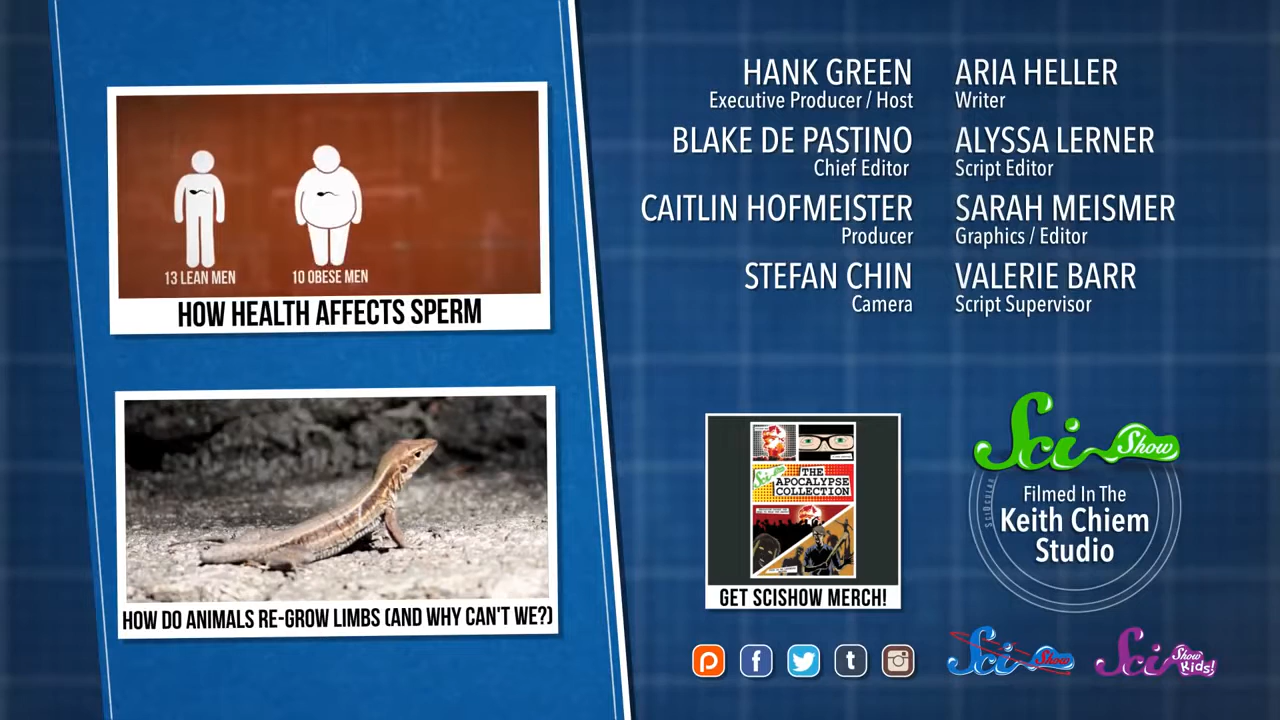 13 LEAN MEN
10 OBESE MEN
HOW HEALTH AFFECTS SPERM
HOW DO ANIMALS RE-GROW LIMBS (AND WHY CAN'T WE?)
HANK GREEN
Executive Producer / Host
BLAKE DE PASTINO
Chief Editor
CAITLIN HOFMEISTER
Producer
STEFAN CHIN
Camera
ARIA HELLER
Writer
ALYSSA LERNER
Script Editor
SARAH MEISMER
Graphics / Editor
VALERIE BARR
Script Supervisor
Sci Show
THE
APOCALYPSE
COLLECTION
GET SCISHOW MERCH!
Sci Show
Filmed In The
Keith Chiem
Studio
Sci Show
Sci Show Kids!